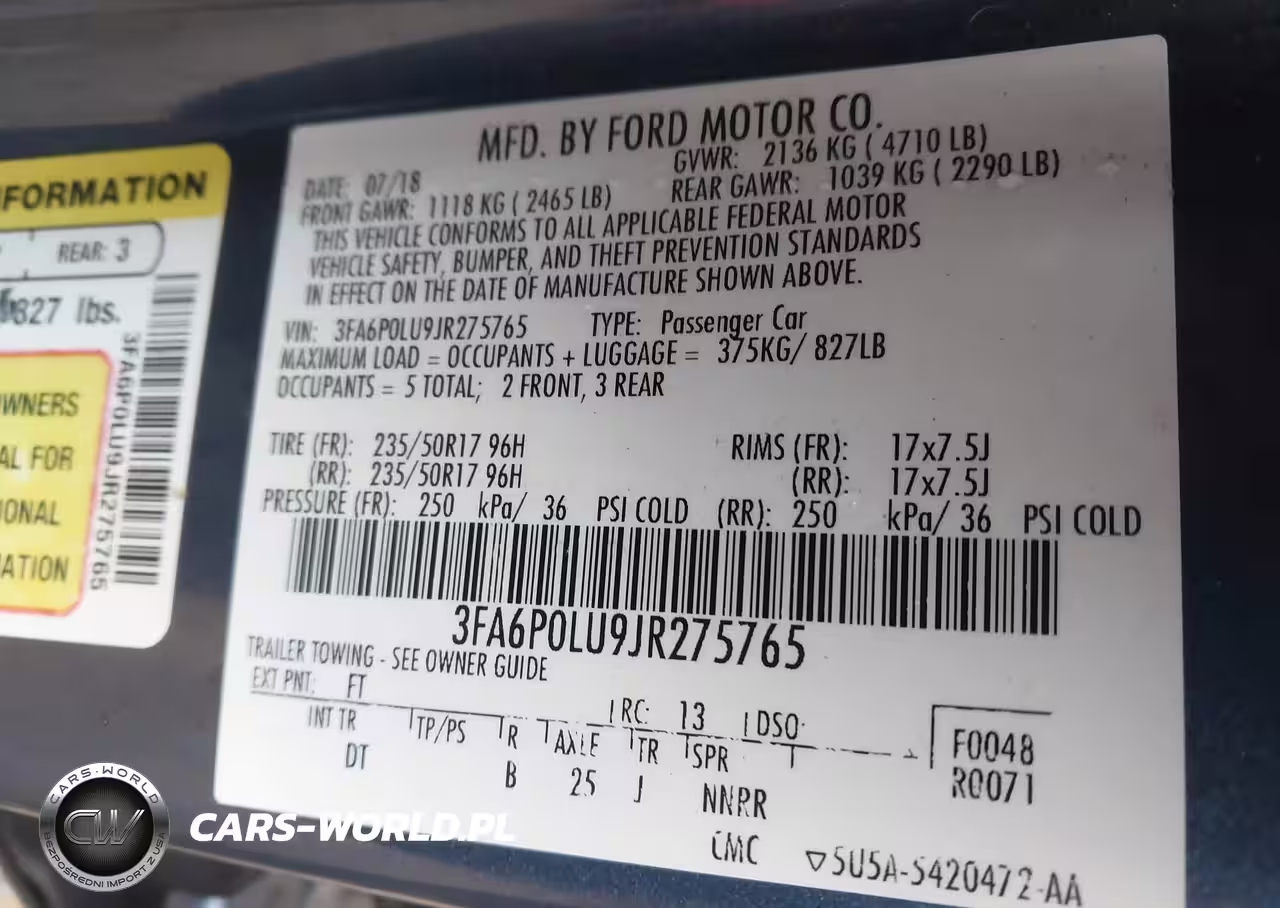 NFORMATION
REAR: 3
827 lbs.
3FA6P0LU9JR275765
OWNERS
AL FOR
IONAL
ATION
MFD. BY FORD MOTOR CO.
DATE: 07/18 GVWR: 2136 KG ( 4710 LB)
FRONT GAWR: 1118 KG ( 2465 LB) REAR GAWR: 1039 KG ( 2290 LB)
THIS VEHICLE CONFORMS TO ALL APPLICABLE FEDERAL MOTOR
VEHICLE SAFETY, BUMPER, AND THEFT PREVENTION STANDARDS
IN EFFECT ON THE DATE OF MANUFACTURE SHOWN ABOVE.
VIN: 3FA6P0LU9JR275765 TYPE: Passenger Car
MAXIMUM LOAD = OCCUPANTS + LUGGAGE = 375KG/ 827LB
OCCUPANTS = 5 TOTAL; 2 FRONT, 3 REAR
TIRE (FR): 235/50R17 96H RIMS (FR): 17x7.5J
(RR): 235/50R17 96H (RR): 17x7.5J
PRESSURE (FR): 250 kPa/ 36 PSI COLD (RR): 250 kPa/ 36 PSI COLD
3FA6P0LU9JR275765
TRAILER TOWING - SEE OWNER GUIDE
EXT PNT: FT RC: 13 DSO:
INT TR TP/PS R AXLE TR SPR F0048
DT B 25 J NNRR R0071
CMC ▽5U5A-5420472-AA
CARS-WORLD
CW
BEZPOŚREDNI IMPORT Z USA
CARS-WORLD.PL